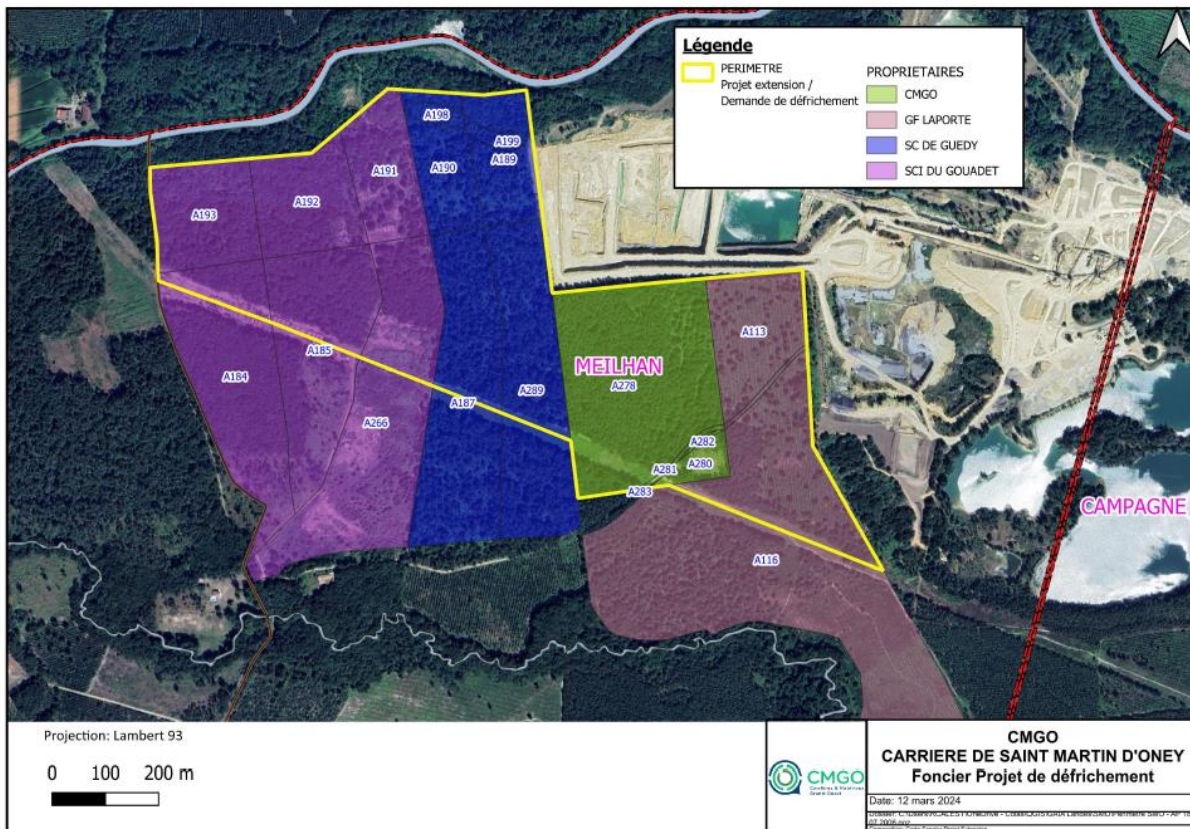 Légende
PERIMETRE
Projet extension /
Demande de défrichement
PROPRIETAIRES
CMGO
GF LAPORTE
SC DE GUEDY
SCI DU GOUADET
A198
A199
A189
A191
A190
A192
A193
A113
MEILHAN
A278
A185
A184
A289
A187
A266
A282
A280
A281
A283
CAMPAGNE
A116
Projection: Lambert 93
0 100 200 m
CMGO
CMGO
CARRIERE DE SAINT MARTIN D'ONEY
Foncier Projet de défrichement
Date: 12 mars 2024